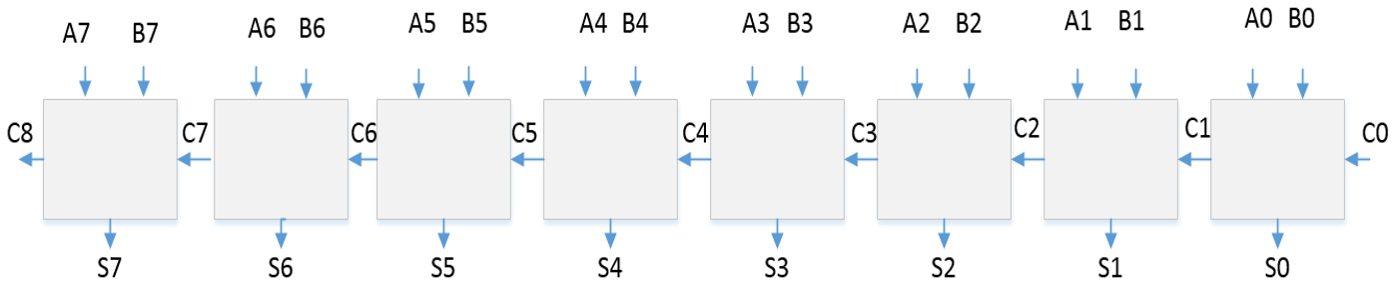 A7 B7 A6 B6 A5 B5 A4 B4 A3 B3 A2 B2 A1 B1 A0 B0
C8 C7 C6 C5 C4 C3 C2 C1 C0
S7 S6 S5 S4 S3 S2 S1 S0